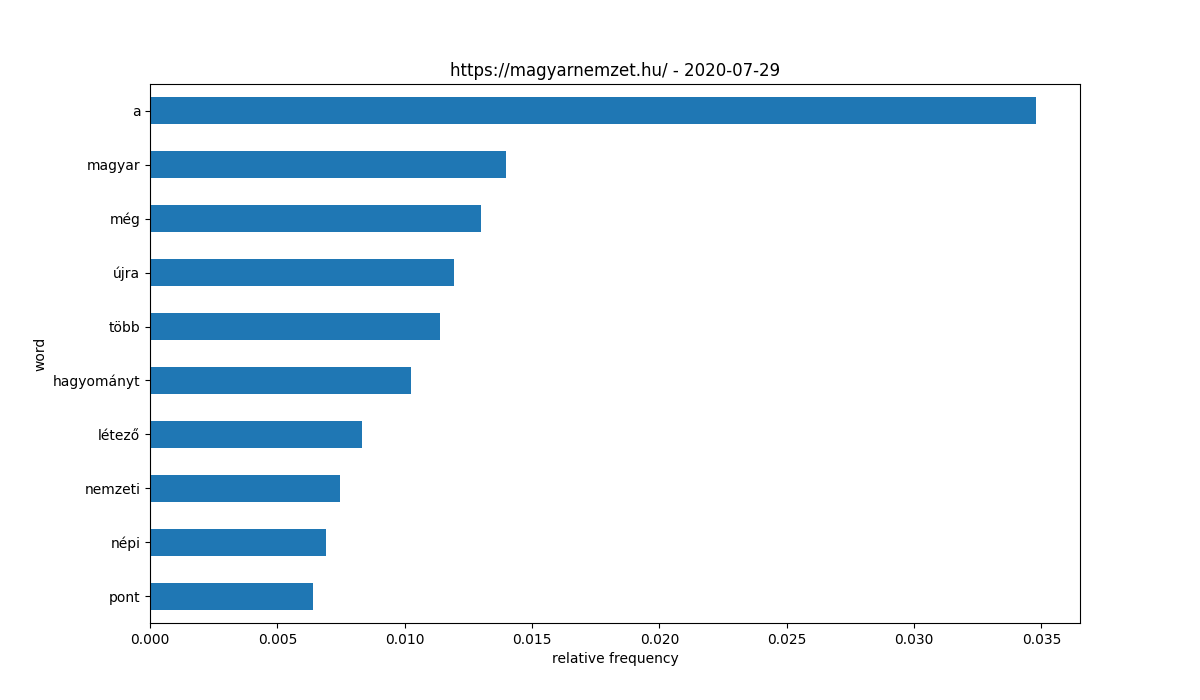 https://magyarnemzet.hu/ - 2020-07-29
a
magyar
még
újra
több
hagyományt
létező
nemzeti
népi
pont
word
0.000 0.005 0.010 0.015 0.020 0.025 0.030 0.035
relative frequency